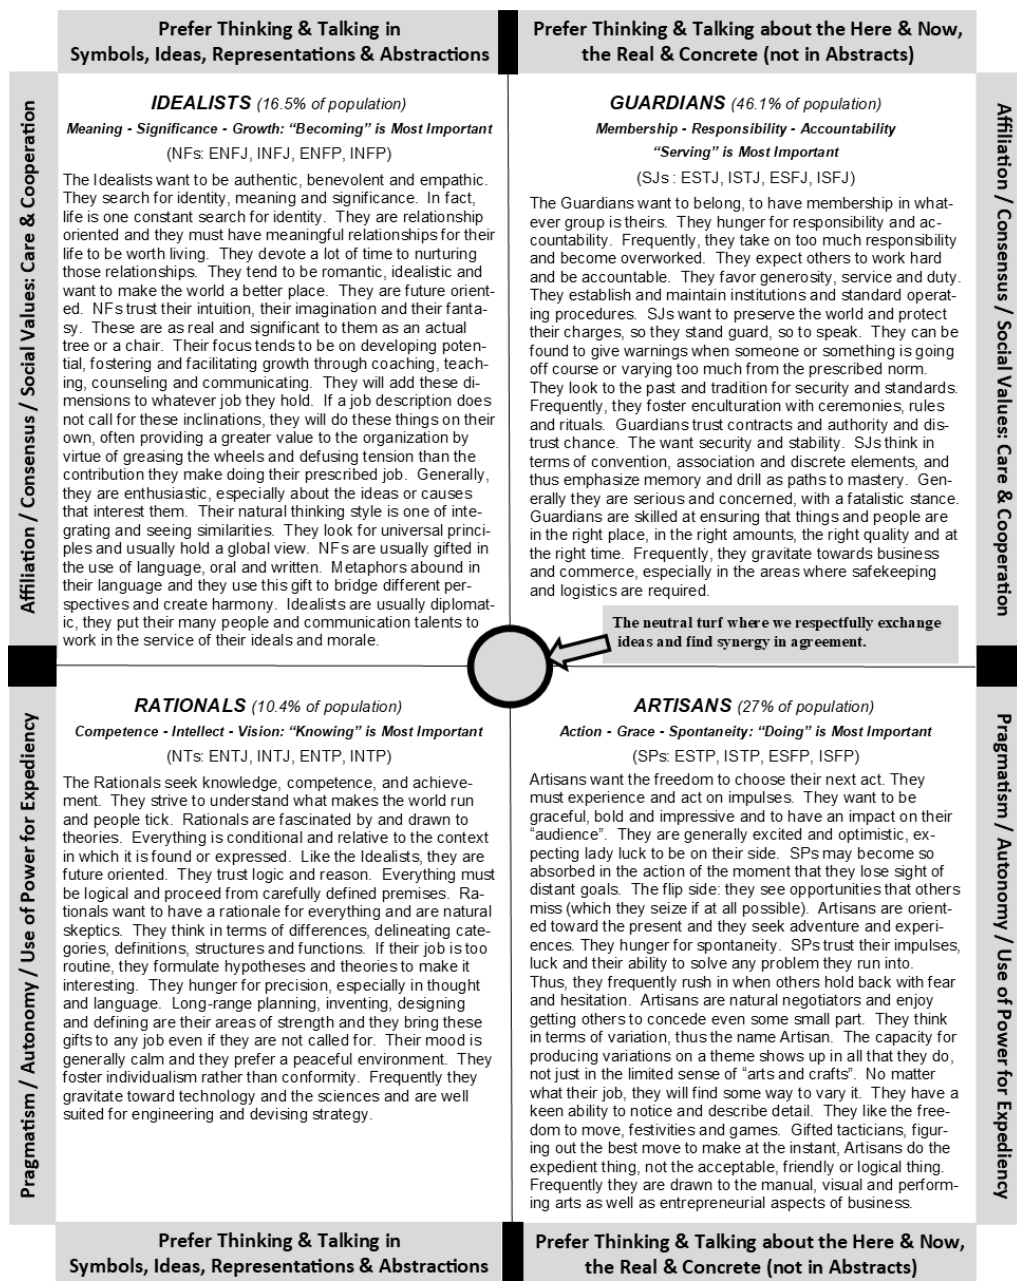 Prefer Thinking & Talking in
Symbols, Ideas, Representations & Abstractions
Prefer Thinking & Talking about the Here & Now,
the Real & Concrete (not in Abstracts)
Affiliation / Consensus / Social Values: Care & Cooperation
IDEALISTS (16.5% of population)
Meaning - Significance - Growth: “Becoming” is Most Important
(NFs: ENFJ, INFJ, ENFP, INFP)
The Idealists want to be authentic, benevolent and empathic.
They search for identity, meaning and significance. In fact,
life is one constant search for identity. They are relationship
oriented and they must have meaningful relationships for their
life to be worth living. They devote a lot of time to nurturing
those relationships. They tend to be romantic, idealistic and
want to make the world a better place. They are future orient-
ed. NFs trust their intuition, their imagination and their fanta-
sy. These are as real and significant to them as an actual
tree or a chair. Their focus tends to be on developing poten-
tial, fostering and facilitating growth through coaching, teach-
ing, counseling and communicating. They will add these di-
mensions to whatever job they hold. If a job description does
not call for these inclinations, they will do these things on their
own, often providing a greater value to the organization by
virtue of greasing the wheels and defusing tension than the
contribution they make doing their prescribed job. Generally,
they are enthusiastic, especially about the ideas or causes
that interest them. Their natural thinking style is one of inte-
grating and seeing similarities. They look for universal princi-
ples and usually hold a global view. NFs are usually gifted in
the use of language, oral and written. Metaphors abound in
their language and they use this gift to bridge different per-
spectives and create harmony. Idealists are usually diplomat-
ic, they put their many people and communication talents to
work in the service of their ideals and morale.
GUARDIANS (46.1% of population)
Membership - Responsibility - Accountability
“Serving” is Most Important
(SJs : ESTJ, ISTJ, ESFJ, ISFJ)
The Guardians want to belong, to have membership in what-
ever group is theirs. They hunger for responsibility and ac-
countability. Frequently, they take on too much responsibility
and become overworked. They expect others to work hard
and be accountable. They favor generosity, service and duty.
They establish and maintain institutions and standard operat-
ing procedures. SJs want to preserve the world and protect
their charges, so they stand guard, so to speak. They can be
found to give warnings when someone or something is going
off course or varying too much from the prescribed norm.
They look to the past and tradition for security and standards.
Frequently, they foster enculturation with ceremonies, rules
and rituals. Guardians trust contracts and authority and dis-
trust chance. The want security and stability. SJs think in
terms of convention, association and discrete elements, and
thus emphasize memory and drill as paths to mastery. Gen-
erally they are serious and concerned, with a fatalistic stance.
Guardians are skilled at ensuring that things and people are
in the right place, in the right amounts, the right quality and at
the right time. Frequently, they gravitate towards business
and commerce, especially in the areas where safekeeping
and logistics are required.
Affiliation / Consensus / Social Values: Care & Cooperation
The neutral turf where we respectfully exchange
ideas and find synergy in agreement.
Pragmatism / Autonomy / Use of Power for Expediency
RATIONALS (10.4% of population)
Competence - Intellect - Vision: “Knowing” is Most Important
(NTs: ENTJ, INTJ, ENTP, INTP)
The Rationals seek knowledge, competence, and achieve-
ment. They strive to understand what makes the world run
and people tick. Rationals are fascinated by and drawn to
theories. Everything is conditional and relative to the context
in which it is found or expressed. Like the Idealists, they are
future oriented. They trust logic and reason. Everything must
be logical and proceed from carefully defined premises. Ra-
tionals want to have a rationale for everything and are natural
skeptics. They think in terms of differences, delineating cate-
gories, definitions, structures and functions. If their job is too
routine, they formulate hypotheses and theories to make it
interesting. They hunger for precision, especially in thought
and language. Long-range planning, inventing, designing
and defining are their areas of strength and they bring these
gifts to any job even if they are not called for. Their mood is
generally calm and they prefer a peaceful environment. They
foster individualism rather than conformity. Frequently they
gravitate toward technology and the sciences and are well
suited for engineering and devising strategy.
ARTISANS (27% of population)
Action - Grace - Spontaneity: “Doing” is Most Important
(SPs: ESTP, ISTP, ESFP, ISFP)
Artisans want the freedom to choose their next act. They
must experience and act on impulses. They want to be
graceful, bold and impressive and to have an impact on their
“audience”. They are generally excited and optimistic, ex-
pecting lady luck to be on their side. SPs may become so
absorbed in the action of the moment that they lose sight of
distant goals. The flip side: they see opportunities that others
miss (which they seize if at all possible). Artisans are orient-
ed toward the present and they seek adventure and experi-
ences. They hunger for spontaneity. SPs trust their impulses,
luck and their ability to solve any problem they run into.
Thus, they frequently rush in when others hold back with fear
and hesitation. Artisans are natural negotiators and enjoy
getting others to concede even some small part. They think
in terms of variation, thus the name Artisan. The capacity for
producing variations on a theme shows up in all that they do,
not just in the limited sense of “arts and crafts”. No matter
what their job, they will find some way to vary it. They have a
keen ability to notice and describe detail. They like the free-
dom to move, festivities and games. Gifted tacticians, figur-
ing out the best move to make at the instant, Artisans do the
expedient thing, not the acceptable, friendly or logical thing.
Frequently they are drawn to the manual, visual and perform-
ing arts as well as entrepreneurial aspects of business.
Pragmatism / Autonomy / Use of Power for Expediency
Prefer Thinking & Talking in
Symbols, Ideas, Representations & Abstractions
Prefer Thinking & Talking about the Here & Now,
the Real & Concrete (not in Abstracts)